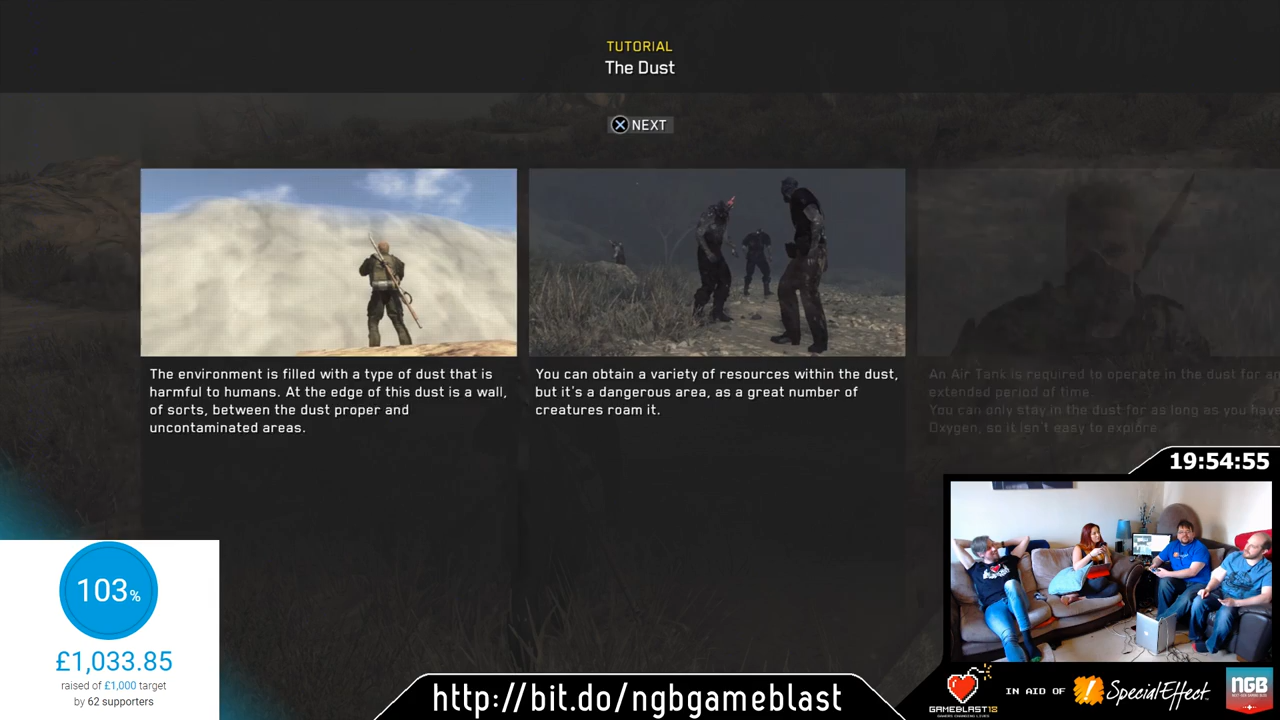 TUTORIAL
The Dust
NEXT
The environment is filled with a type of dust that is
harmful to humans. At the edge of this dust is a wall,
of sorts, between the dust proper and
uncontaminated areas.
You can obtain a variety of resources within the dust,
but it's a dangerous area, as a great number of
creatures roam it.
An Air Tank is required to operate in the dust for an
extended period of time.
You can only stay in the dust for as long as you have
Oxygen, so it isn't easy to explore.
19:54:55
103%
£1,033.85
raised of £1,000 target
by 62 supporters
http://bit.do/ngbgameblast
GAMEBLAST18
GAMERS CHANGING LIVES
IN AID OF
SpecialEffect
NGB